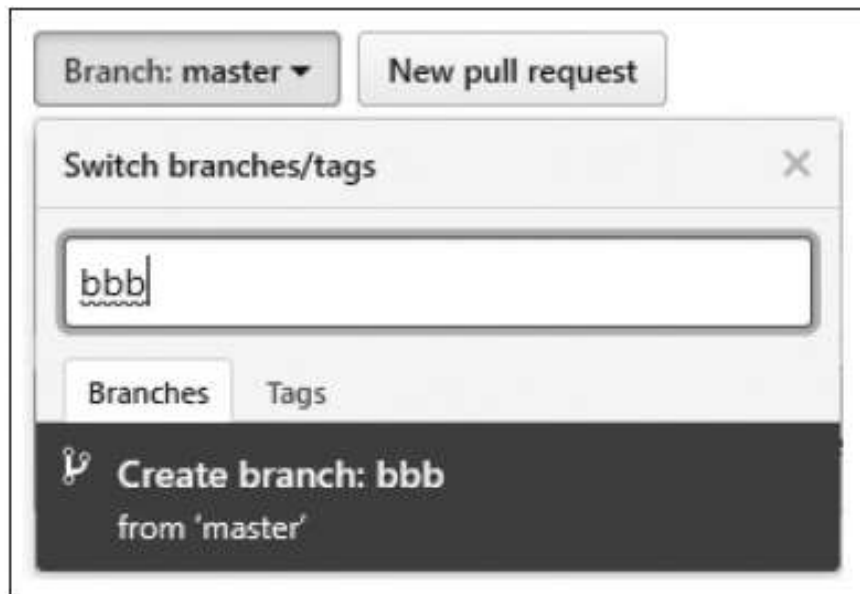 Branch: master New pull request
Switch branches/tags ×
bbb
Branches Tags
Create branch: bbb
from ‘master’